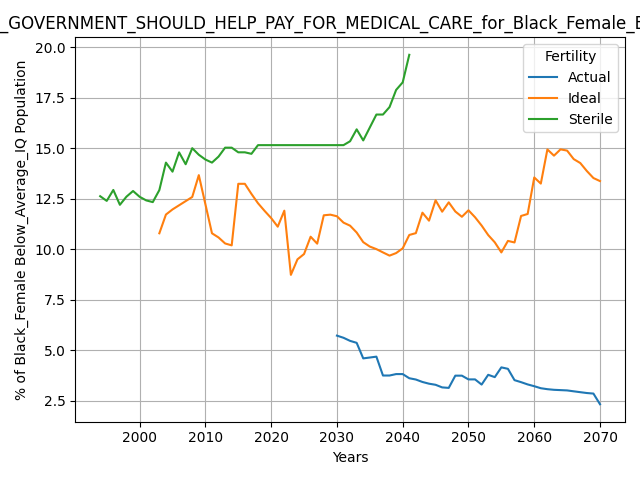 _GOVERNMENT_SHOULD_HELP_PAY_FOR_MEDICAL_CARE_for_Black_Female_
20.0
17.5
15.0
12.5
10.0
7.5
5.0
2.5
% of Black_Female Below_Average_IQ Population
Fertility
Actual
Ideal
Sterile
2000
2010
2020
2030
2040
2050
2060
2070
Years